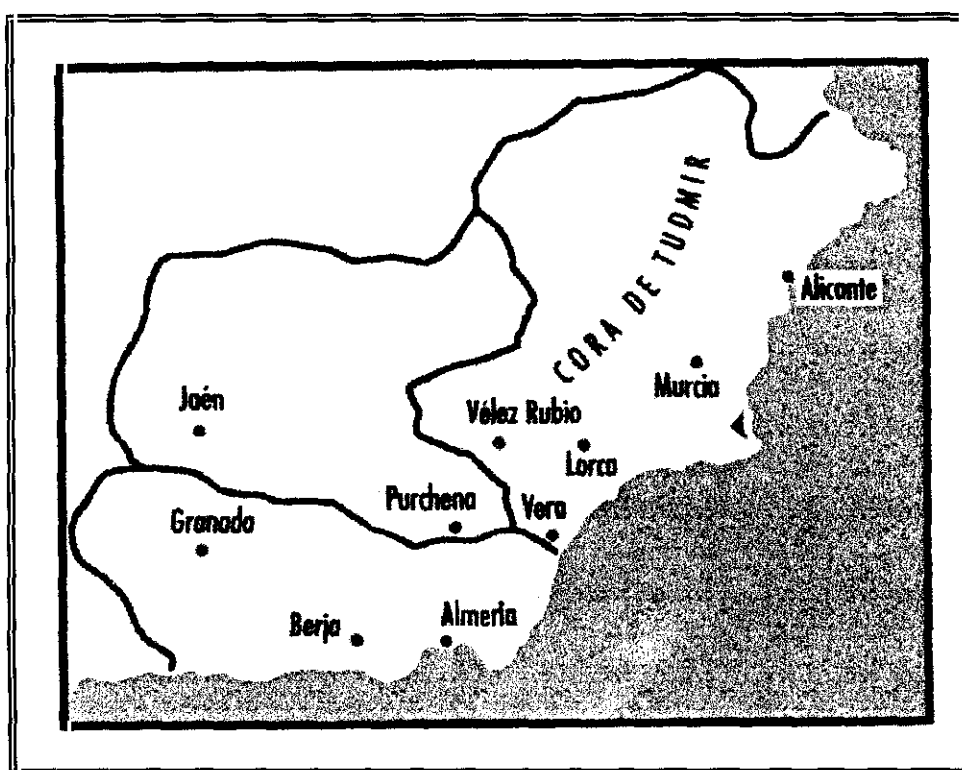 CORA DE TUDMIR
Alicante
Murcia
Jaén
Vélez Rubio
Lorca
Purchena
Vera
Granada
Berja
Almería